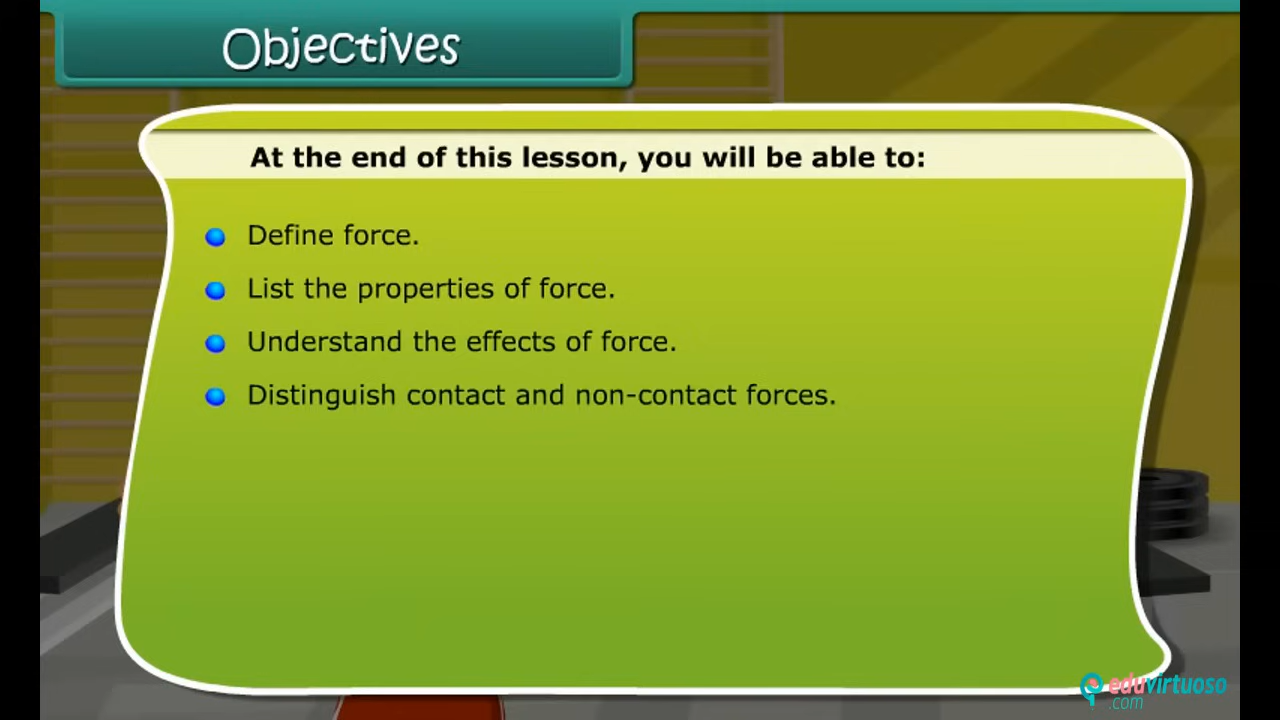 Objectives
At the end of this lesson, you will be able to:
Define force.
List the properties of force.
Understand the effects of force.
Distinguish contact and non-contact forces.
eduvirtuoso
.com